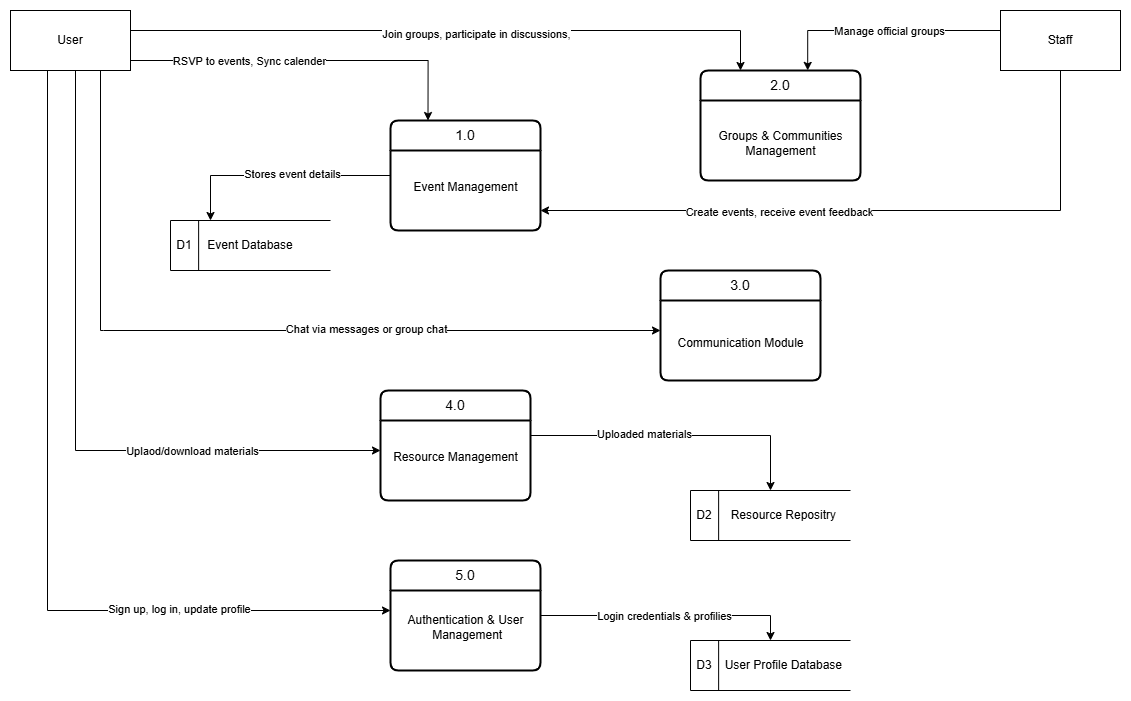 User
Join groups, participate in discussions,
Manage official groups
Staff
RSVP to events, Sync calender
2.0
Groups & Communities
Management
1.0
Event Management
Stores event details
Create events, receive event feedback
D1
Event Database
3.0
Communication Module
Chat via messages or group chat
4.0
Resource Management
Uplaod/download materials
Uploaded materials
D2
Resource Repositry
5.0
Authentication & User
Management
Sign up, log in, update profile
Login credentials & profilies
D3
User Profile Database